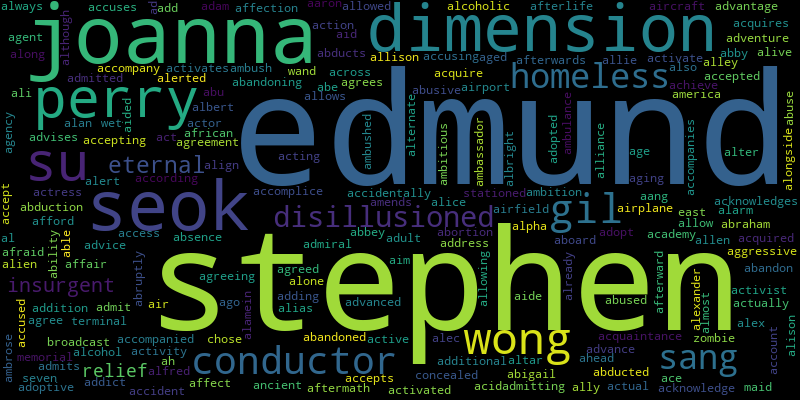 always accuses add ad adam affection aaron allowed alcoholic afterlife aircraft advantage
joanna dimension
agent although action acquires
aid adventure
along abducts allison accusing aged afterwards allie activate abby alive
accompany activates ambush wand across acquire homeless also alley accepted
admitted alerted abandoning abe agrees abusive airport achieve america
ali perry abu allows edmund
agency alan wet aided albert actor ambushed alternate ambitious ambassador albright adopted ambulance alliance age accompanies alter alongside abuse
advises accepting act african agreement acting aging
su eternal align
according
actress alert accomplice accidentally stationed ambition aang acknowledges
accept abduction seok amends alice airfield gil airplane east alarm
afford disillusioned alpha adopt allow abraham
al access absence abbey adult abortion address aboard academy allen acquired
afraid ability able advice admiral aggressive
alien affair abruptly stephen agreeing agreed aim allowing already afterward alexander almost abandon
insurgent alone activist
adding advanced aide abused actually
accused addition admit air ago alamein alias zombie
agree terminal abandoned active alec wong acquaintance alex alison
ambrose broadcast accompanied chose advance account
memorial alcohol activity ah conductor additional altar ahead sang
admits relief alfred accepts concealed abigail abducted ace
seven addict affect ancient aftermath activated acid admitting ally actual acknowledge maid
adoptive accident